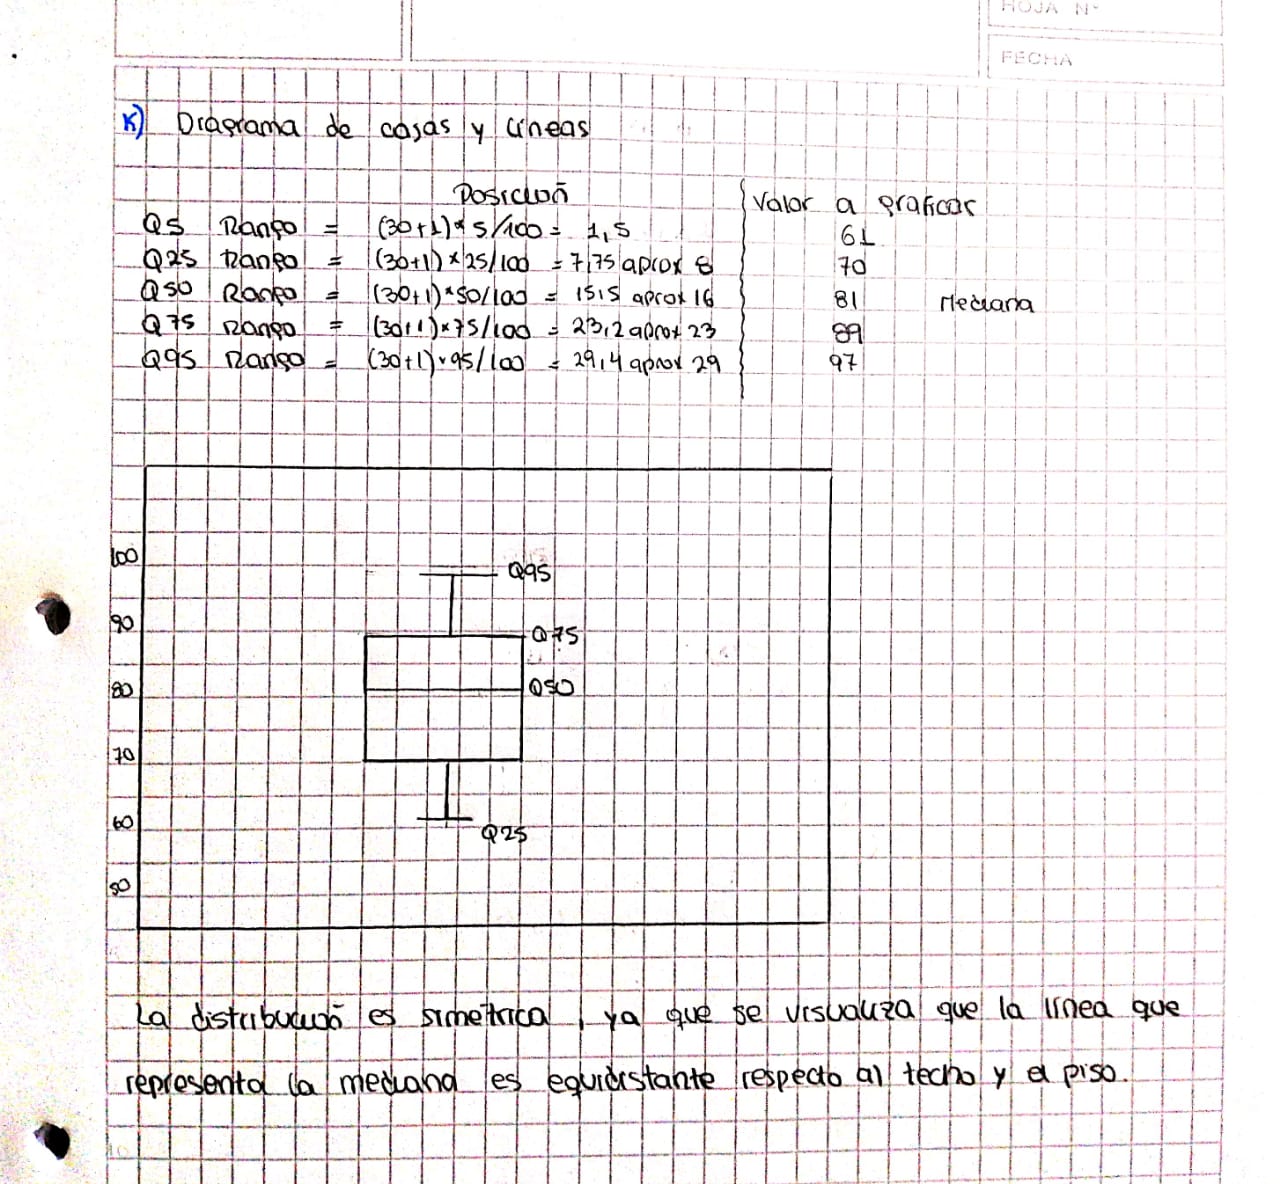 HOJA N°
FECHA
K) Diagrama de cajas y líneas
Posición Valor a graficar
Q5 Rango = (30+1)*5/100 = 1,5 61
Q25 Rango = (30+1)*25/100 = 7,75 aprox 8 70
Q50 Rango = (30+1)*50/100 = 15,5 aprox 16 81 Mediana
Q75 Rango = (30+1)*75/100 = 23,2 aprox 23 89
Q95 Rango = (30+1)*95/100 = 29,4 aprox 29 97
100
Q95
90
Q75
80 Q50
70
60
Q25
50
La distribución es simétrica, ya que se visualiza que la línea que
representa la mediana es equidistante respecto al techo y el piso.